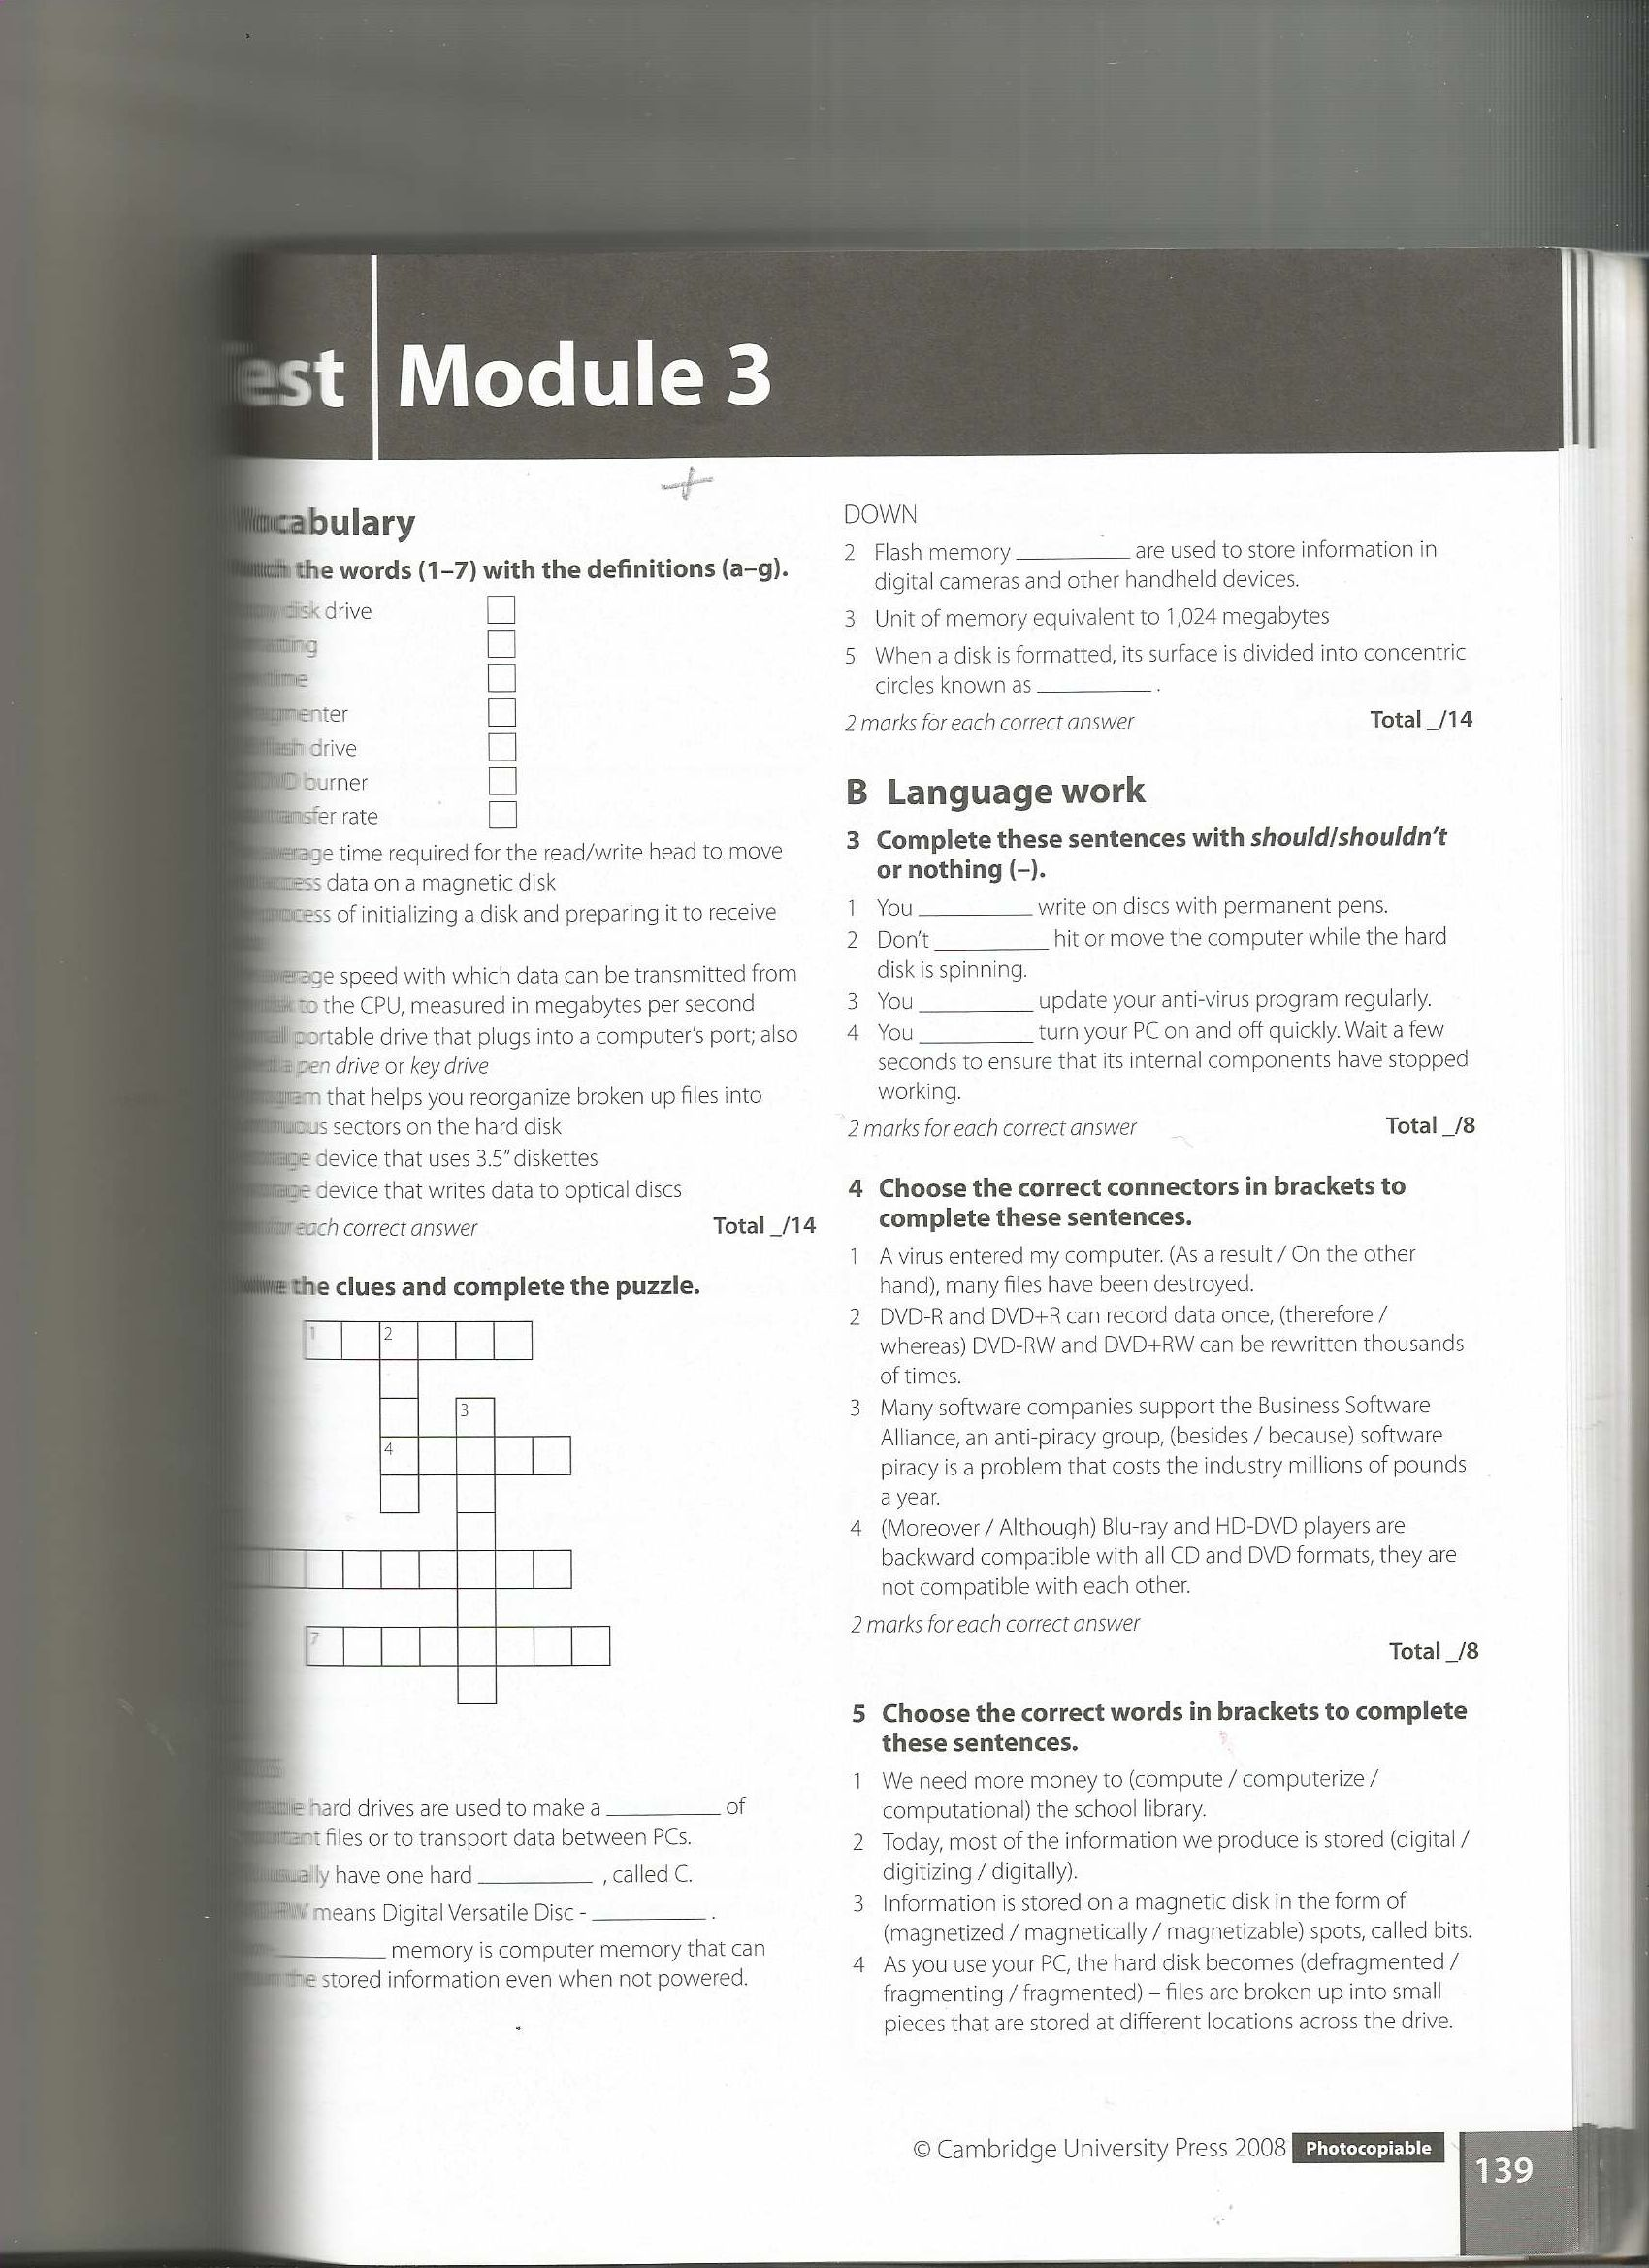 Test Module 3
Vocabulary
the words (1–7) with the definitions (a–g).
disk drive
time
drive
burner
rate
average time required for the read/write head to move
data on a magnetic disk
process of initializing a disk and preparing it to receive
average speed with which data can be transmitted from
to the CPU, measured in megabytes per second
portable drive that plugs into a computer's port; also
pen drive or key drive
that helps you reorganize broken up files into
sectors on the hard disk
device that uses 3.5" diskettes
device that writes data to optical discs
each correct answer Total _/14
the clues and complete the puzzle.
1 2
3
4
7
hard drives are used to make a __________ of
files or to transport data between PCs.
have one hard __________ , called C.
means Digital Versatile Disc - __________ .
__________ memory is computer memory that can
the stored information even when not powered.
DOWN
2 Flash memory __________ are used to store information in
digital cameras and other handheld devices.
3 Unit of memory equivalent to 1,024 megabytes
5 When a disk is formatted, its surface is divided into concentric
circles known as __________ .
2 marks for each correct answer Total _/14
B Language work
3 Complete these sentences with should/shouldn't
or nothing (–).
1 You __________ write on discs with permanent pens.
2 Don't __________ hit or move the computer while the hard
disk is spinning.
3 You __________ update your anti-virus program regularly.
4 You __________ turn your PC on and off quickly. Wait a few
seconds to ensure that its internal components have stopped
working.
2 marks for each correct answer Total _/8
4 Choose the correct connectors in brackets to
complete these sentences.
1 A virus entered my computer. (As a result / On the other
hand), many files have been destroyed.
2 DVD-R and DVD+R can record data once, (therefore /
whereas) DVD-RW and DVD+RW can be rewritten thousands
of times.
3 Many software companies support the Business Software
Alliance, an anti-piracy group, (besides / because) software
piracy is a problem that costs the industry millions of pounds
a year.
4 (Moreover / Although) Blu-ray and HD-DVD players are
backward compatible with all CD and DVD formats, they are
not compatible with each other.
2 marks for each correct answer
Total _/8
5 Choose the correct words in brackets to complete
these sentences.
1 We need more money to (compute / computerize /
computational) the school library.
2 Today, most of the information we produce is stored (digital /
digitizing / digitally).
3 Information is stored on a magnetic disk in the form of
(magnetized / magnetically / magnetizable) spots, called bits.
4 As you use your PC, the hard disk becomes (defragmented /
fragmenting / fragmented) – files are broken up into small
pieces that are stored at different locations across the drive.
© Cambridge University Press 2008 Photocopiable
139